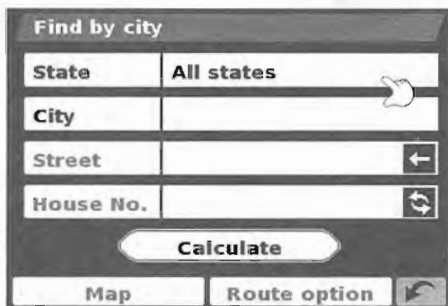 Find by city
State All states
City
Street
House No.
Calculate
Map Route option